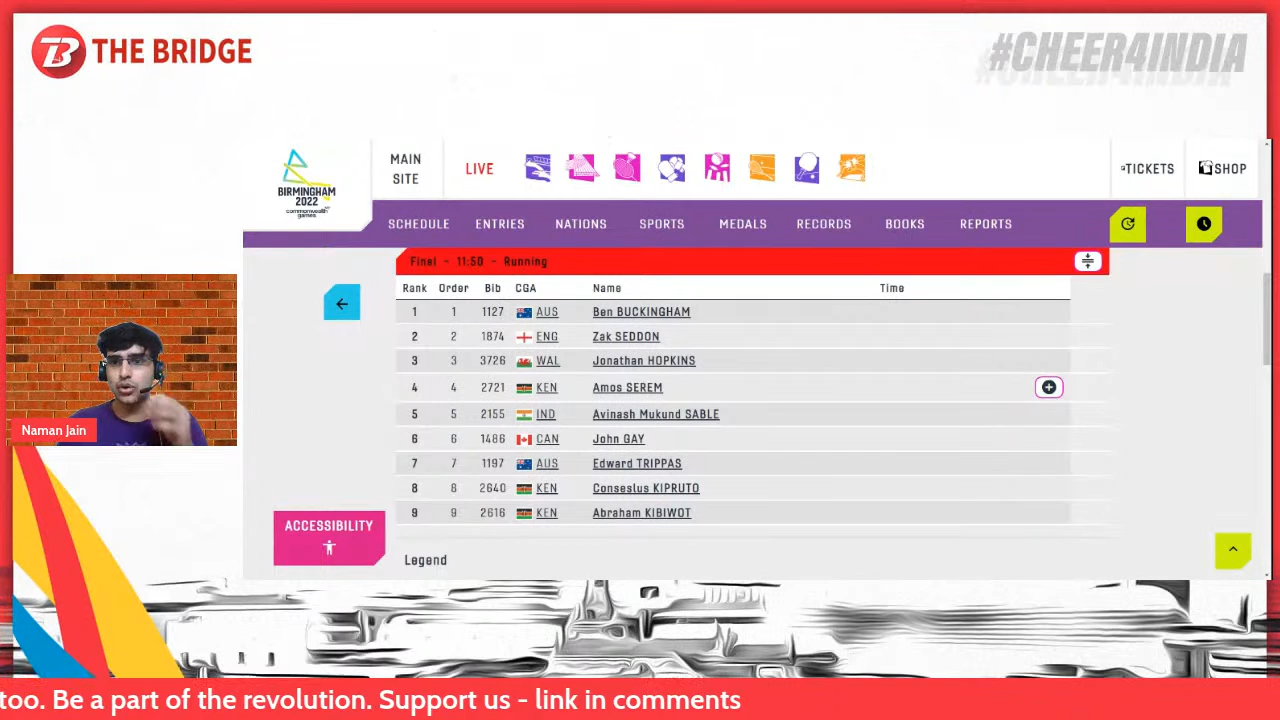 THE BRIDGE
#CHEER4INDIA
BIRMINGHAM
2022
commonwealth
games
MAIN
SITE
LIVE
TICKETS
SHOP
SCHEDULE ENTRIES NATIONS SPORTS MEDALS RECORDS BOOKS REPORTS
Final - 11:50 - Running
Rank Order Bib CGA Name Time
1 1 1127 AUS Ben BUCKINGHAM
2 2 1874 ENG Zak SEDDON
3 3 3726 WAL Jonathan HOPKINS
4 4 2721 KEN Amos SEREM
5 5 2155 IND Avinash Mukund SABLE
6 6 1486 CAN John GAY
7 7 1197 AUS Edward TRIPPAS
8 8 2640 KEN Conseslus KIPRUTO
9 9 2616 KEN Abraham KIBIWOT
Naman Jain
ACCESSIBILITY
Legend
too. Be a part of the revolution. Support us - link in comments